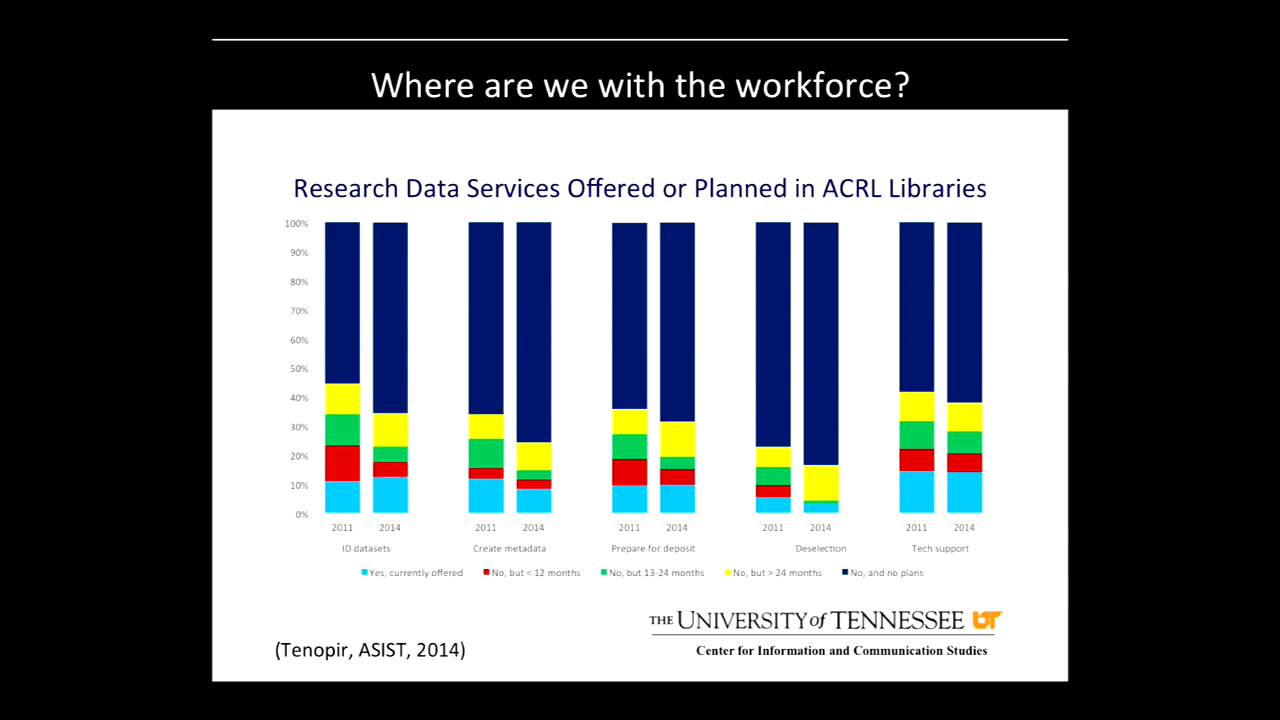 Where are we with the workforce?
Research Data Services Offered or Planned in ACRL Libraries
100%
90%
80%
70%
60%
50%
40%
30%
20%
10%
0%
2011 2014 2011 2014 2011 2014 2011 2014 2011 2014
ID datasets Create metadata Prepare for deposit Deselection Tech support
Yes, currently offered No, but < 12 months No, but 13-24 months No, but > 24 months No, and no plans
THE UNIVERSITY of TENNESSEE UT
Center for Information and Communication Studies
(Tenopir, ASIST, 2014)